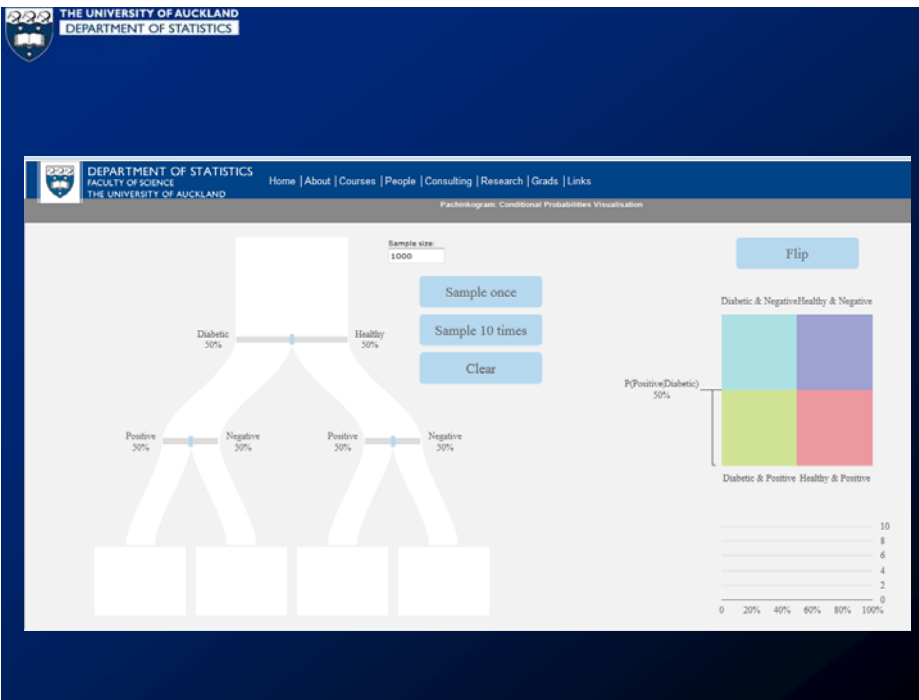 THE UNIVERSITY OF AUCKLAND
DEPARTMENT OF STATISTICS
DEPARTMENT OF STATISTICS
FACULTY OF SCIENCE
THE UNIVERSITY OF AUCKLAND
Home |About |Courses |People |Consulting |Research |Grads |Links
Pachinkogram: Conditional Probabilities Visualisation
Sample size:
1000
Sample once
Sample 10 times
Clear
Diabetic
50%
Healthy
50%
Positive
50%
Negative
50%
Positive
50%
Negative
50%
Flip
Diabetic & Negative Healthy & Negative
P(Positive|Diabetic)
50%
Diabetic & Positive Healthy & Positive
10
8
6
4
2
0
0 20% 40% 60% 80% 100%